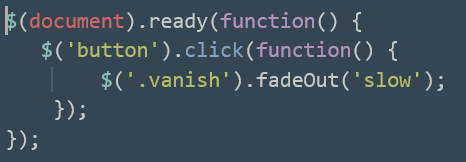 $(document).ready(function() {
   $('button').click(function() {
        $('.vanish').fadeOut('slow');
    });
});